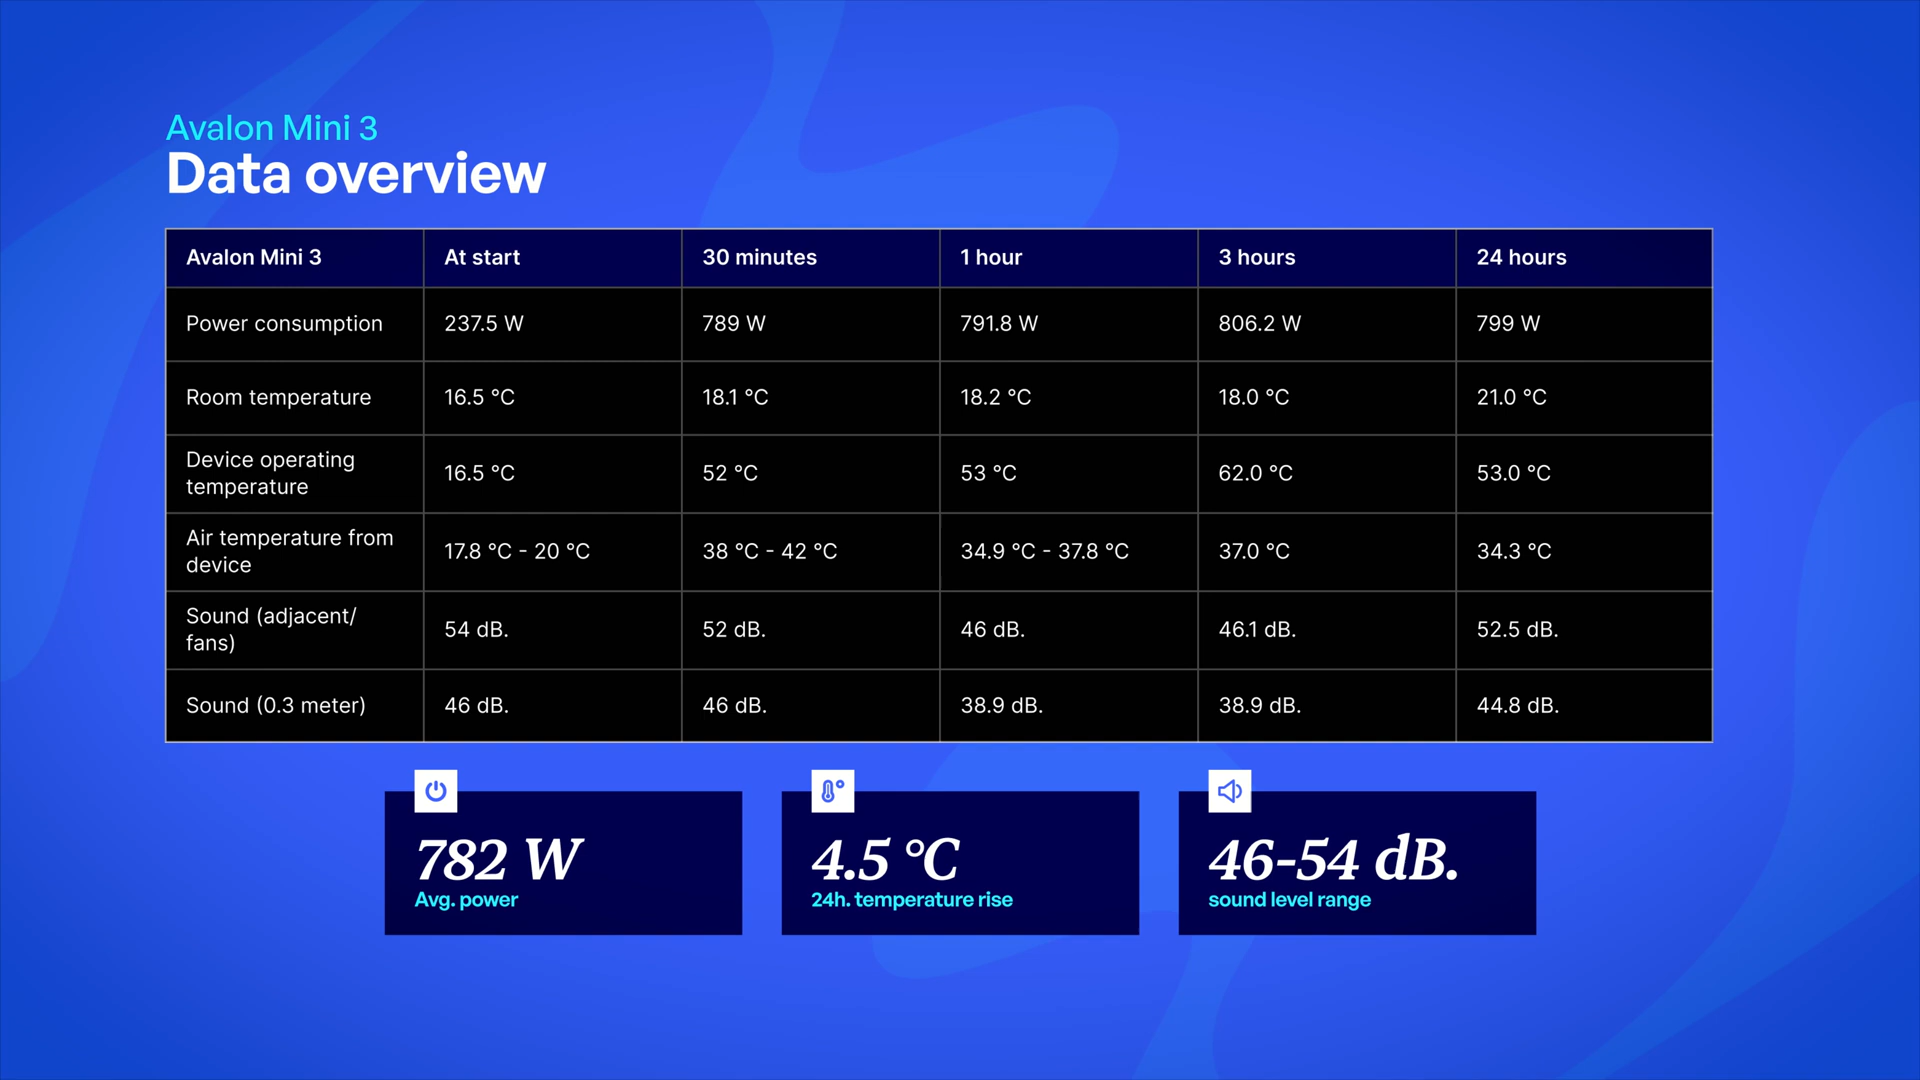 Avalon Mini 3
Data overview
Avalon Mini 3 At start 30 minutes 1 hour 3 hours 24 hours
Power consumption 237.5 W 789 W 791.8 W 806.2 W 799 W
Room temperature 16.5 °C 18.1 °C 18.2 °C 18.0 °C 21.0 °C
Device operating
temperature 16.5 °C 52 °C 53 °C 62.0 °C 53.0 °C
Air temperature from
device 17.8 °C - 20 °C 38 °C - 42 °C 34.9 °C - 37.8 °C 37.0 °C 34.3 °C
Sound (adjacent/
fans) 54 dB. 52 dB. 46 dB. 46.1 dB. 52.5 dB.
Sound (0.3 meter) 46 dB. 46 dB. 38.9 dB. 38.9 dB. 44.8 dB.
782 W
Avg. power
4.5 °C
24h. temperature rise
46-54 dB.
sound level range